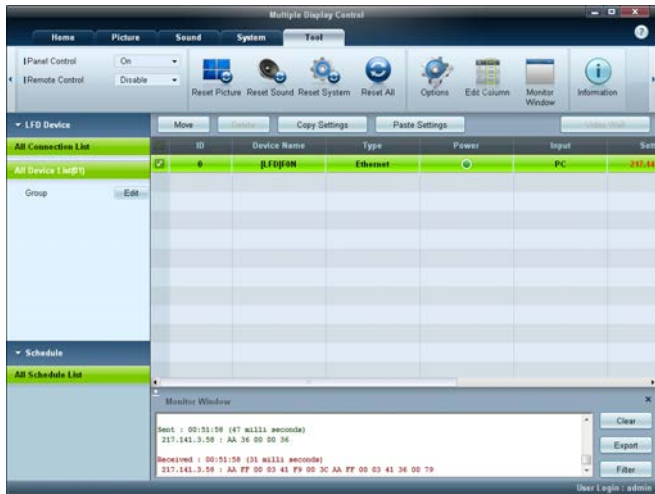 Multiple Display Control
Home Picture Sound System Tool
Panel Control On
Remote Control Disable
Reset Picture Reset Sound Reset System Reset All Options Edit Column Monitor Window Information
LFD Device
Move Delete Copy Settings Paste Settings Video Wall
All Connection List
ID Device Name Type Power Input Sett
All Device List(01)
0 [LFD]F0N Ethernet PC 217.14
Group Edit
Schedule
All Schedule List
Monitor Window
Sent : 00:51:58 (47 milli seconds)
217.141.3.58 : AA 36 00 00 36
Received : 00:51:58 (31 milli seconds)
217.141.3.58 : AA FF 00 03 41 F9 00 3C AA FF 00 03 41 36 00 79
Clear
Export
Filter
User Login : admin